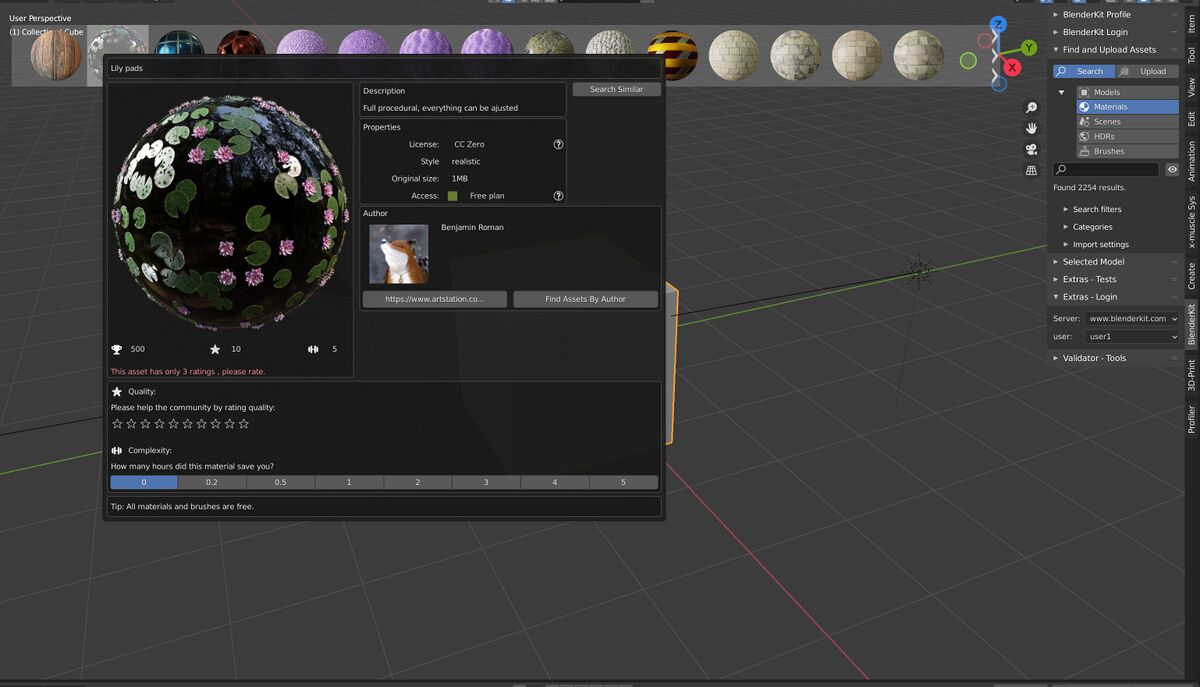 User Perspective
(1) Collection | Cube
Lily pads
Description
Full procedural, everything can be ajusted
Search Similar
Properties
License: CC Zero
Style realistic
Original size: 1MB
Access: Free plan
Author
Benjamin Roman
https://www.artstation.co...
Find Assets By Author
500
10
5
This asset has only 3 ratings , please rate.
Quality:
Please help the community by rating quality:
Complexity:
How many hours did this material save you?
0 0.2 0.5 1 2 3 4 5
Tip: All materials and brushes are free.
Z
Y
X
BlenderKit Profile
BlenderKit Login
Find and Upload Assets
Search Upload
Models
Materials
Scenes
HDRs
Brushes
Found 2254 results.
Search filters
Categories
Import settings
Selected Model
Extras - Tests
Extras - Login
Server: www.blenderkit.com
user: user1
Validator - Tools
Item
Tool
View
Edit
Animation
x-muscle Sys
Create
BlenderKit
3D-Print
Profiler